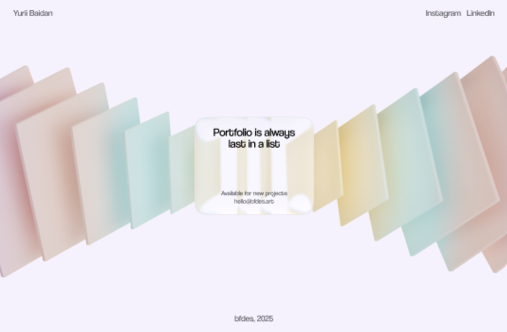 Yurii Baidan
Instagram LinkedIn
Portfolio is always
last in a list
Available for new projects
hello@bfdes.art
bfdes, 2025